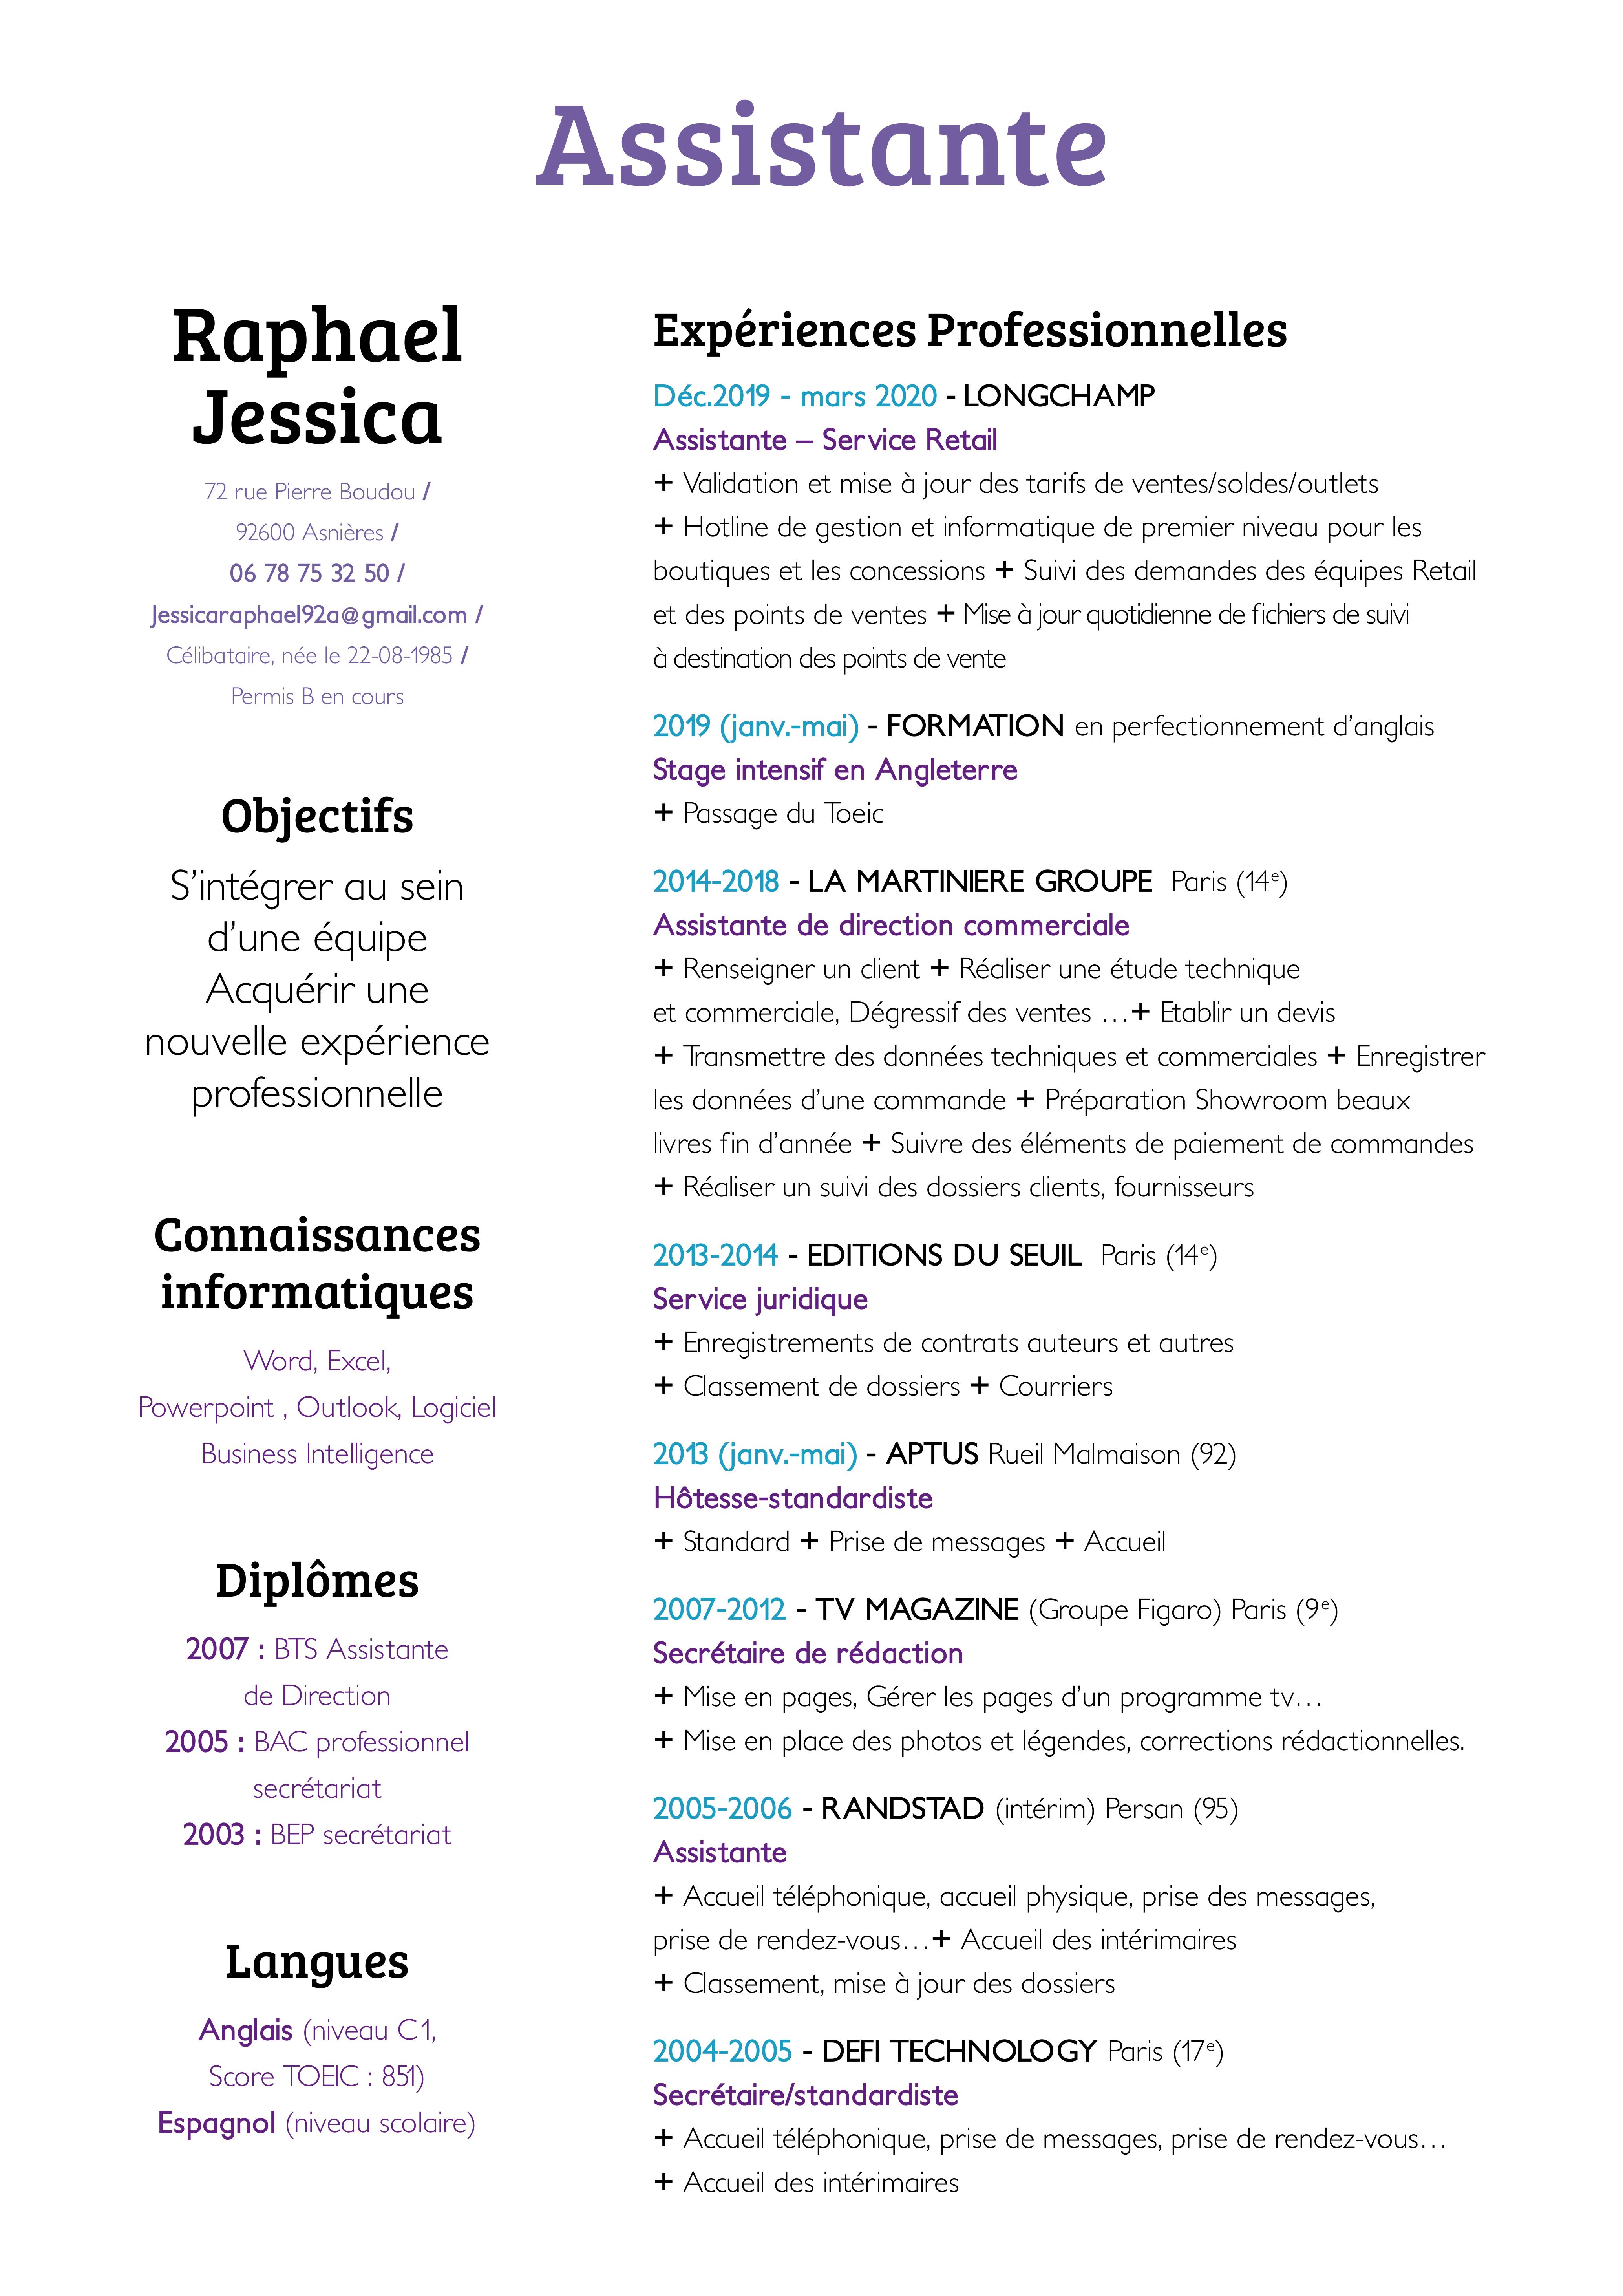 Assistante
Raphael
Jessica
72 rue Pierre Boudou /
92600 Asnières /
06 78 75 32 50 /
Jessicaraphael92a@gmail.com /
Célibataire, née le 22-08-1985 /
Permis B en cours
Objectifs
S’intégrer au sein
d’une équipe
Acquérir une
nouvelle expérience
professionnelle
Connaissances
informatiques
Word, Excel,
Powerpoint , Outlook, Logiciel
Business Intelligence
Diplômes
2007 : BTS Assistante
de Direction
2005 : BAC professionnel
secrétariat
2003 : BEP secrétariat
Langues
Anglais (niveau C1,
Score TOEIC : 851)
Espagnol (niveau scolaire)
Expériences Professionnelles
Déc.2019 - mars 2020 - LONGCHAMP
Assistante – Service Retail
+ Validation et mise à jour des tarifs de ventes/soldes/outlets
+ Hotline de gestion et informatique de premier niveau pour les
boutiques et les concessions + Suivi des demandes des équipes Retail
et des points de ventes + Mise à jour quotidienne de fichiers de suivi
à destination des points de vente
2019 (janv.-mai) - FORMATION en perfectionnement d’anglais
Stage intensif en Angleterre
+ Passage du Toeic
2014-2018 - LA MARTINIERE GROUPE Paris (14e)
Assistante de direction commerciale
+ Renseigner un client + Réaliser une étude technique
et commerciale, Dégressif des ventes …+ Etablir un devis
+ Transmettre des données techniques et commerciales + Enregistrer
les données d’une commande + Préparation Showroom beaux
livres fin d’année + Suivre des éléments de paiement de commandes
+ Réaliser un suivi des dossiers clients, fournisseurs
2013-2014 - EDITIONS DU SEUIL Paris (14e)
Service juridique
+ Enregistrements de contrats auteurs et autres
+ Classement de dossiers + Courriers
2013 (janv.-mai) - APTUS Rueil Malmaison (92)
Hôtesse-standardiste
+ Standard + Prise de messages + Accueil
2007-2012 - TV MAGAZINE (Groupe Figaro) Paris (9e)
Secrétaire de rédaction
+ Mise en pages, Gérer les pages d’un programme tv…
+ Mise en place des photos et légendes, corrections rédactionnelles.
2005-2006 - RANDSTAD (intérim) Persan (95)
Assistante
+ Accueil téléphonique, accueil physique, prise des messages,
prise de rendez-vous…+ Accueil des intérimaires
+ Classement, mise à jour des dossiers
2004-2005 - DEFI TECHNOLOGY Paris (17e)
Secrétaire/standardiste
+ Accueil téléphonique, prise de messages, prise de rendez-vous…
+ Accueil des intérimaires